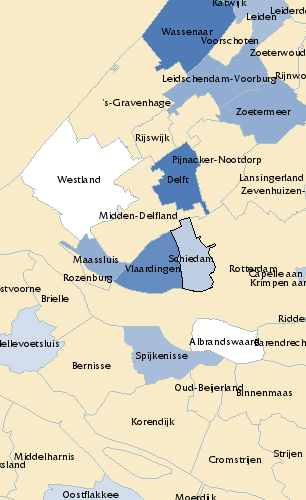 Katwijk
Leiden
Leiderdo
Wassenaar
Voorschoten
Zoeterwoud
Leidschendam-Voorburg
Rijnwo
's-Gravenhage
Zoetermeer
Rijswijk
Pijnacker-Nootdorp
Westland
Delft
Lansingerland
Zevenhuizen-
Midden-Delfland
Maassluis
Schiedam
Vlaardingen
Rotterdam
Rozenburg
Capelle aan
Krimpen aan
ostvoorne
Brielle
Ridder
ellevoetsluis
Albrandswaard
Barendrech
Spijkenisse
Bernisse
Oud-Beijerland
Binnenmaas
Korendijk
Middelharnis
Cromstrijen
Strijen
sland
Oostflakkee
Moerdijk